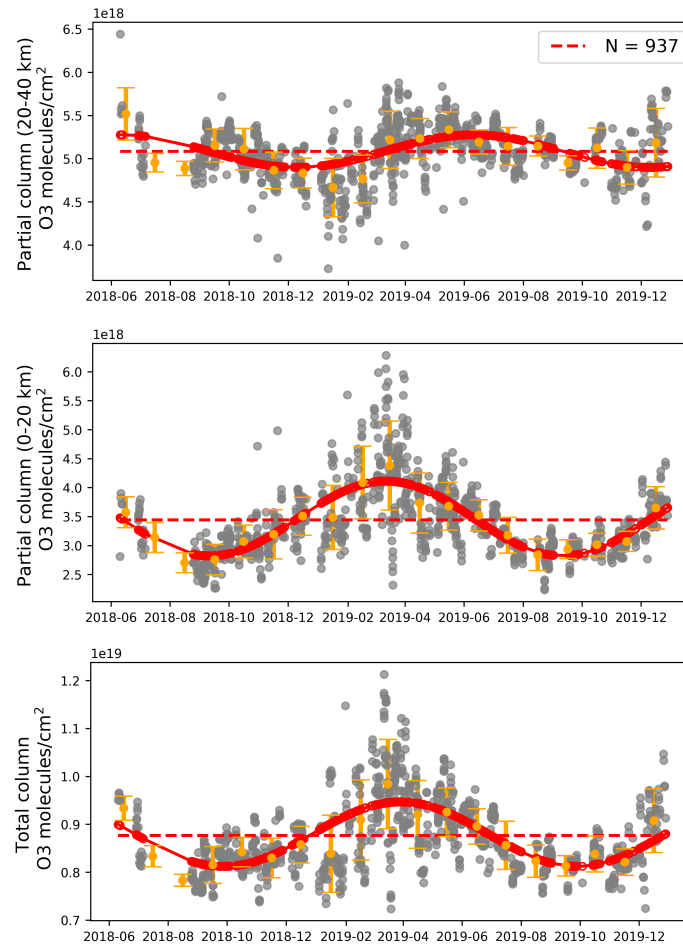 1e18
6.5
6.0
5.5
5.0
4.5
4.0
Partial column (20-40 km)
O3 molecules/cm²
N = 937
2018-06 2018-08 2018-10 2018-12 2019-02 2019-04 2019-06 2019-08 2019-10 2019-12
1e18
6.0
5.5
5.0
4.5
4.0
3.5
3.0
2.5
Partial column (0-20 km)
O3 molecules/cm²
2018-06 2018-08 2018-10 2018-12 2019-02 2019-04 2019-06 2019-08 2019-10 2019-12
1e19
1.2
1.1
1.0
0.9
0.8
0.7
Total column
O3 molecules/cm²
2018-06 2018-08 2018-10 2018-12 2019-02 2019-04 2019-06 2019-08 2019-10 2019-12